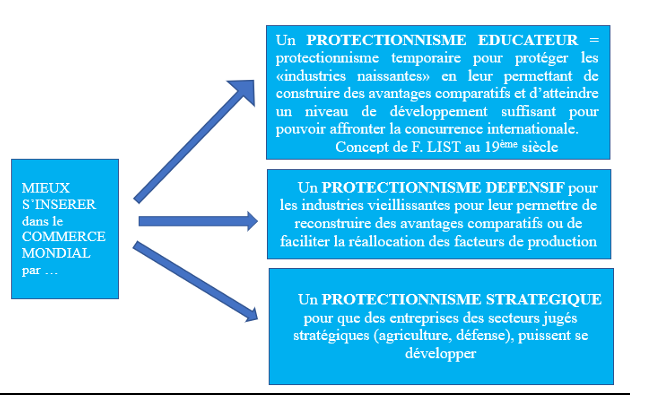 Un PROTECTIONNISME EDUCATEUR =
protectionnisme temporaire pour protéger les
«industries naissantes» en leur permettant de
construire des avantages comparatifs et d’atteindre
un niveau de développement suffisant pour
pouvoir affronter la concurrence internationale.
Concept de F. LIST au 19ème siècle
MIEUX
S’INSERER
dans le
COMMERCE
MONDIAL
par …
Un PROTECTIONNISME DEFENSIF pour
les industries vieillissantes pour leur permettre de
reconstruire des avantages comparatifs ou de
faciliter la réallocation des facteurs de production
Un PROTECTIONNISME STRATEGIQUE
pour que des entreprises des secteurs jugés
stratégiques (agriculture, défense), puissent se
développer